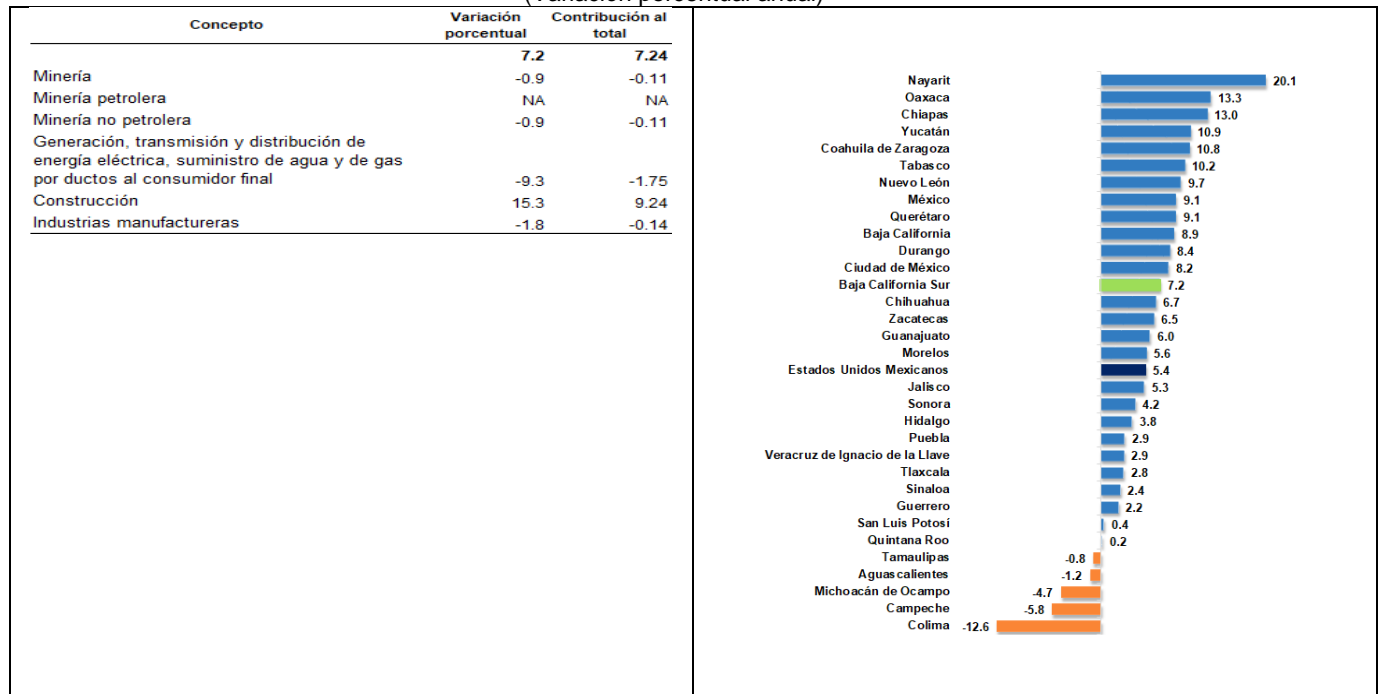 (Variación porcentual anual)
Concepto
Variación porcentual
Contribución al total
7.2 7.24
Minería -0.9 -0.11
Minería petrolera NA NA
Minería no petrolera -0.9 -0.11
Generación, transmisión y distribución de
energía eléctrica, suministro de agua y de gas
por ductos al consumidor final -9.3 -1.75
Construcción 15.3 9.24
Industrias manufactureras -1.8 -0.14
Nayarit 20.1
Oaxaca 13.3
Chiapas 13.0
Yucatán 10.9
Coahuila de Zaragoza 10.8
Tabasco 10.2
Nuevo León 9.7
México 9.1
Querétaro 9.1
Baja California 8.9
Durango 8.4
Ciudad de México 8.2
Baja California Sur 7.2
Chihuahua 6.7
Zacatecas 6.5
Guanajuato 6.0
Morelos 5.6
Estados Unidos Mexicanos 5.4
Jalisco 5.3
Sonora 4.2
Hidalgo 3.8
Puebla 2.9
Veracruz de Ignacio de la Llave 2.9
Tlaxcala 2.8
Sinaloa 2.4
Guerrero 2.2
San Luis Potosí 0.4
Quintana Roo 0.2
Tamaulipas -0.8
Aguascalientes -1.2
Michoacán de Ocampo -4.7
Campeche -5.8
Colima -12.6